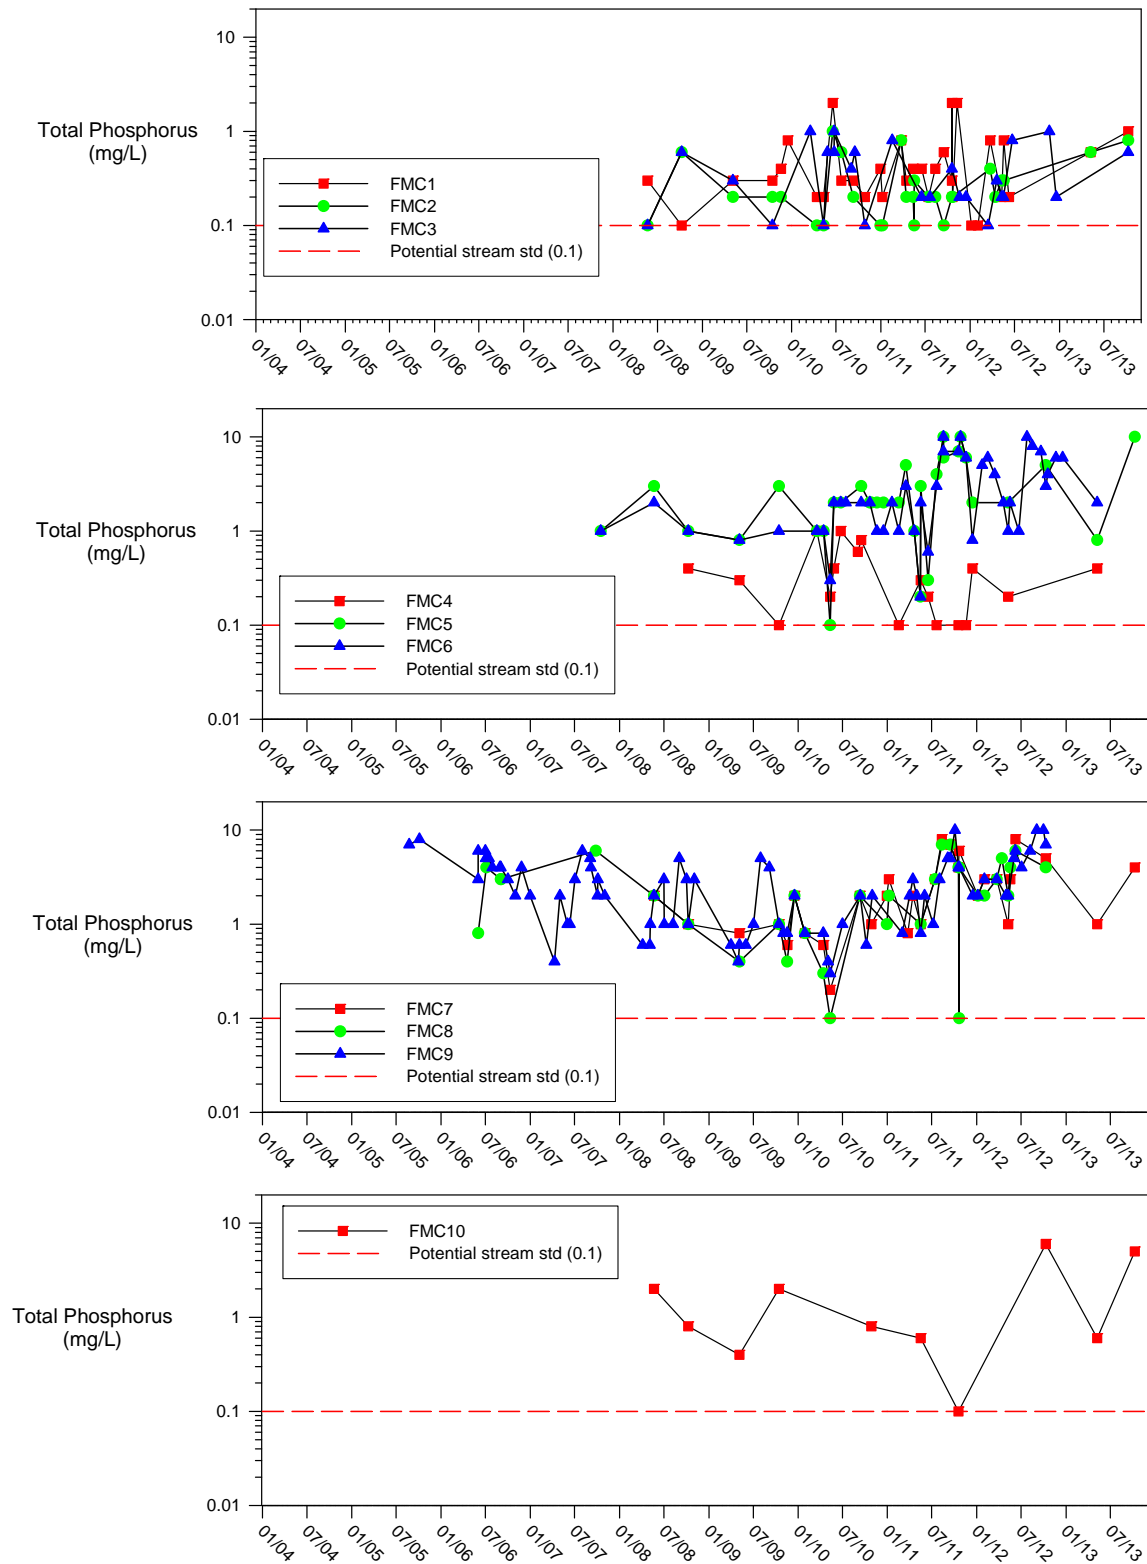 10
1
0.1
0.01
Total Phosphorus
(mg/L)
FMC1
FMC2
FMC3
Potential stream std (0.1)
01/04 07/04 01/05 07/05 01/06 07/06 01/07 07/07 01/08 07/08 01/09 07/09 01/10 07/10 01/11 07/11 01/12 07/12 01/13 07/13
10
1
0.1
0.01
Total Phosphorus
(mg/L)
FMC4
FMC5
FMC6
Potential stream std (0.1)
01/04 07/04 01/05 07/05 01/06 07/06 01/07 07/07 01/08 07/08 01/09 07/09 01/10 07/10 01/11 07/11 01/12 07/12 01/13 07/13
10
1
0.1
0.01
Total Phosphorus
(mg/L)
FMC7
FMC8
FMC9
Potential stream std (0.1)
01/04 07/04 01/05 07/05 01/06 07/06 01/07 07/07 01/08 07/08 01/09 07/09 01/10 07/10 01/11 07/11 01/12 07/12 01/13 07/13
10
1
0.1
0.01
Total Phosphorus
(mg/L)
FMC10
Potential stream std (0.1)
01/04 07/04 01/05 07/05 01/06 07/06 01/07 07/07 01/08 07/08 01/09 07/09 01/10 07/10 01/11 07/11 01/12 07/12 01/13 07/13